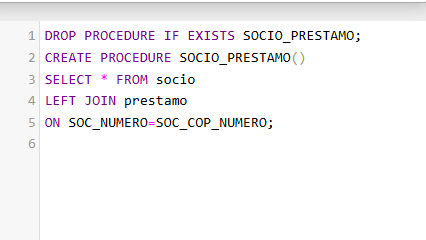 1 DROP PROCEDURE IF EXISTS SOCIO_PRESTAMO;
2 CREATE PROCEDURE SOCIO_PRESTAMO()
3 SELECT * FROM socio
4 LEFT JOIN prestamo
5 ON SOC_NUMERO=SOC_COP_NUMERO;
6